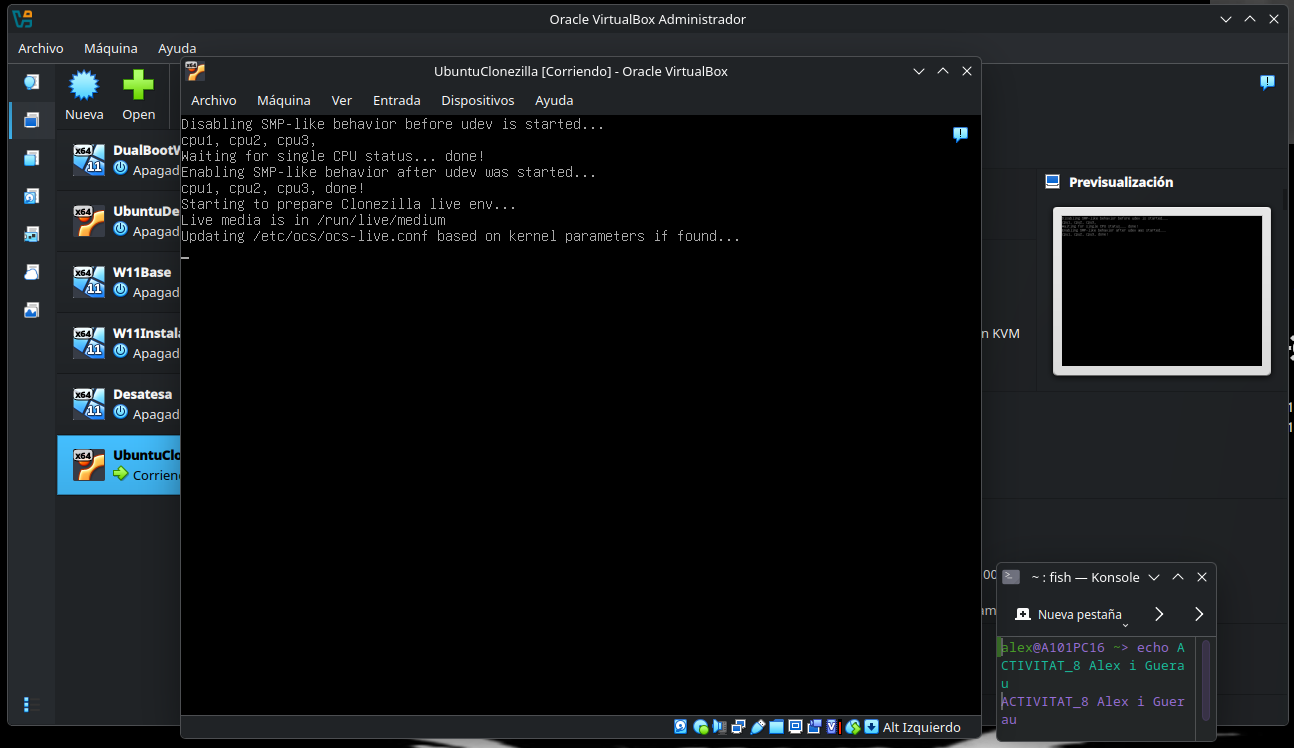 Oracle VirtualBox Administrador
Archivo Máquina Ayuda
Nueva Open
DualBootW
Apagad
UbuntuDe
Apagad
W11Base
Apagad
W11Instala
Apagad
Desatesa
Apagad
UbuntuClo
Corriend
UbuntuClonezilla [Corriendo] - Oracle VirtualBox
Archivo Máquina Ver Entrada Dispositivos Ayuda
Disabling SMP-like behavior before udev is started...
cpu1, cpu2, cpu3,
Waiting for single CPU status... done!
Enabling SMP-like behavior after udev was started...
cpu1, cpu2, cpu3, done!
Starting to prepare Clonezilla live env...
Live media is in /run/live/medium
Updating /etc/ocs/ocs-live.conf based on kernel parameters if found...
Alt Izquierdo
Previsualización
n KVM
~ : fish — Konsole
Nueva pestaña
alex@A101PC16 ~> echo A
CTIVITAT_8 Alex i Guera
u
ACTIVITAT_8 Alex i Guer
au